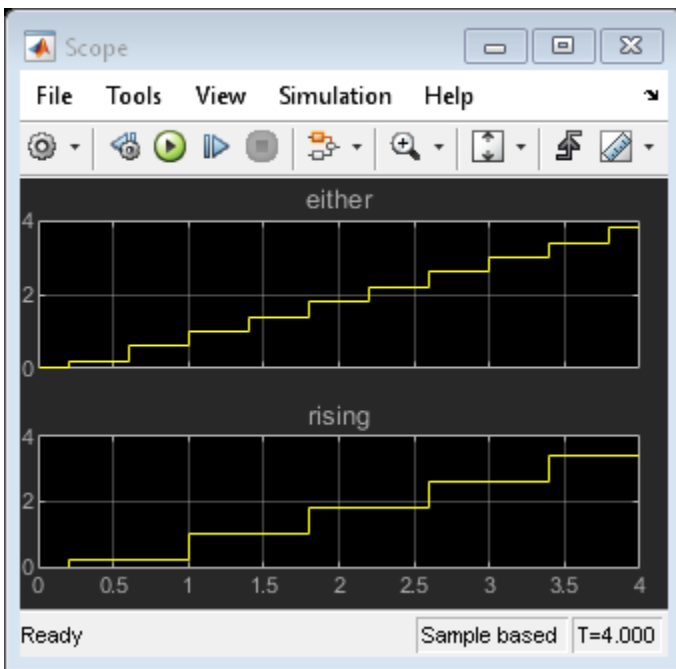 Scope
File Tools View Simulation Help
either
4
2
0
rising
4
2
0
0 0.5 1 1.5 2 2.5 3 3.5 4
Ready Sample based T=4.000